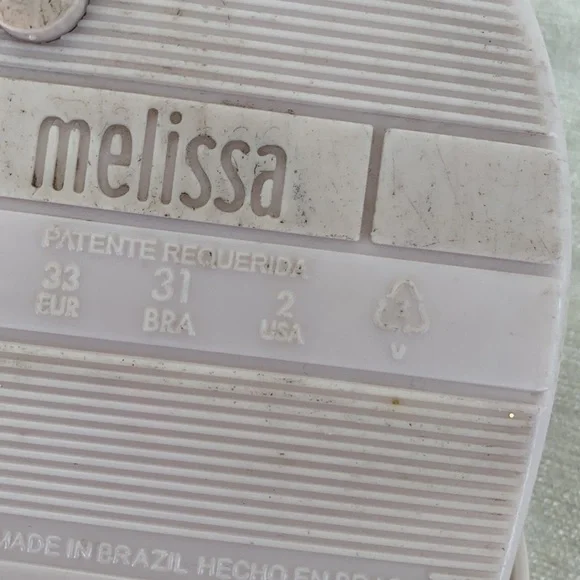 melissa
PATENTE REQUERIDA
33 31 2
EUR BRA USA
V
MADE IN BRAZIL HECHO EN